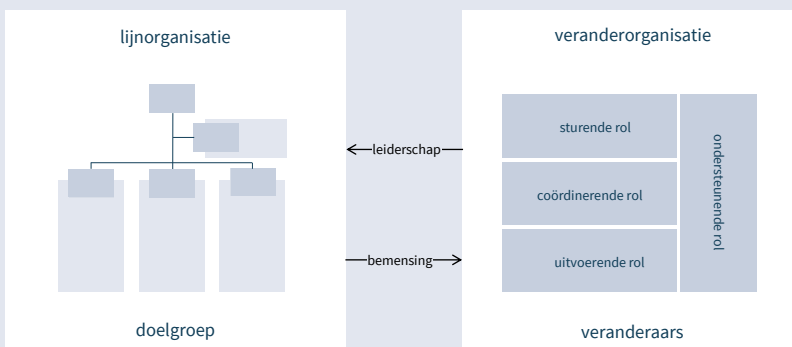 lijnorganisatie
doelgroep
leiderschap
bemensing
veranderorganisatie
sturende rol
coördinerende rol
uitvoerende rol
ondersteunende rol
veranderaars